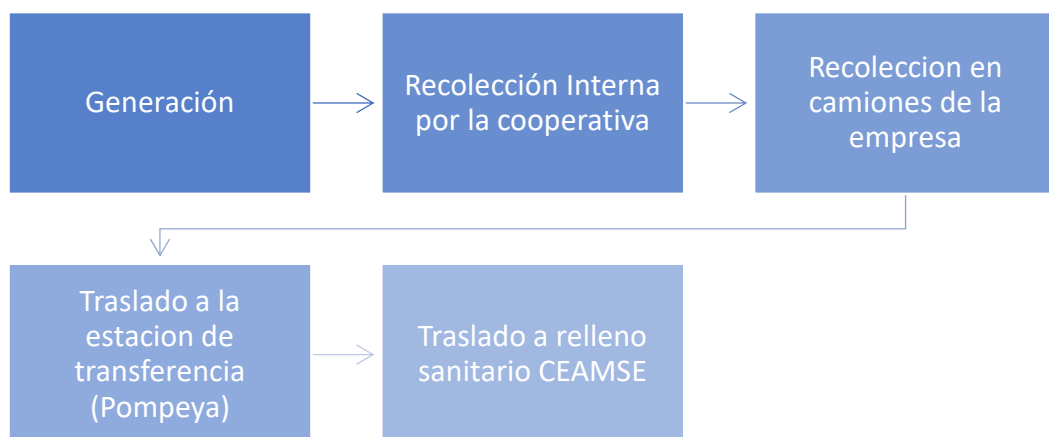 Generación
Recolección Interna
por la cooperativa
Recoleccion en
camiones de la
empresa
Traslado a la
estacion de
transferencia
(Pompeya)
Traslado a relleno
sanitario CEAMSE